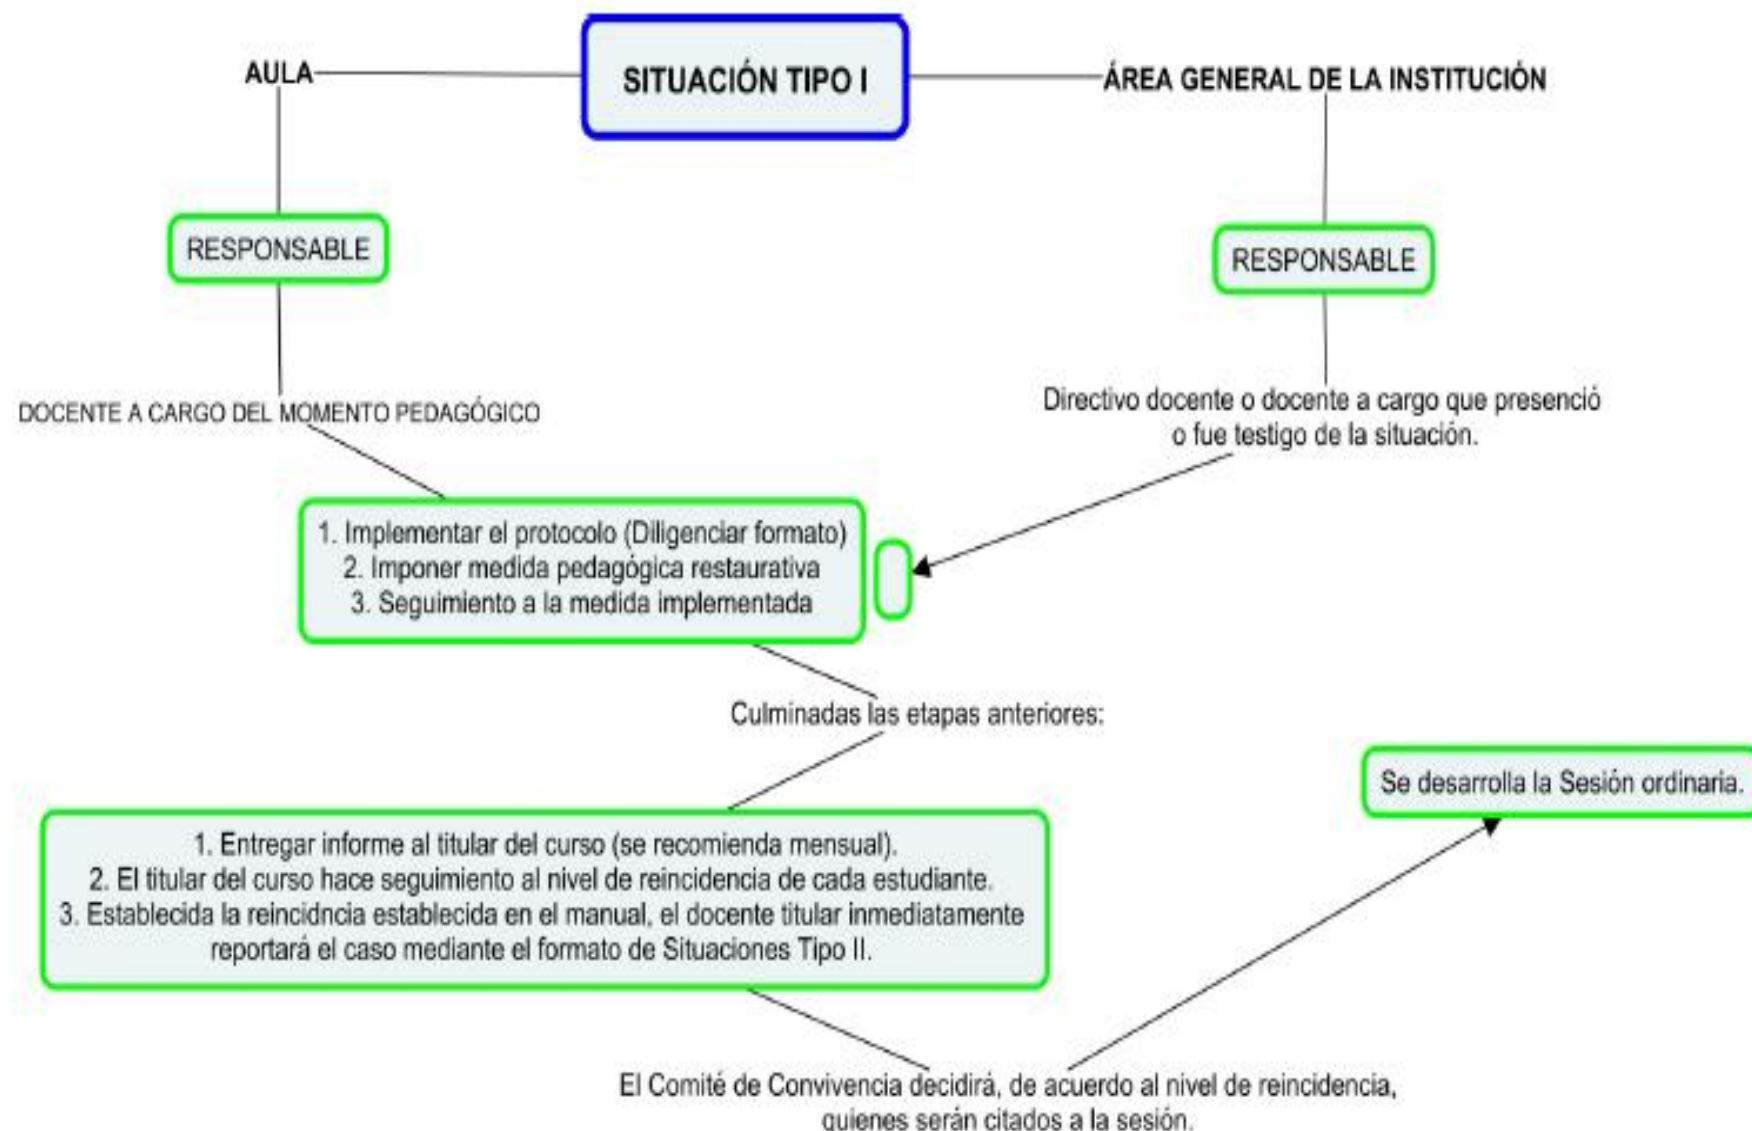 AULA
SITUACIÓN TIPO I
ÁREA GENERAL DE LA INSTITUCIÓN
RESPONSABLE
RESPONSABLE
DOCENTE A CARGO DEL MOMENTO PEDAGÓGICO
Directivo docente o docente a cargo que presenció
o fue testigo de la situación.
1. Implementar el protocolo (Diligenciar formato)
2. Imponer medida pedagógica restaurativa
3. Seguimiento a la medida implementada
Culminadas las etapas anteriores:
Se desarrolla la Sesión ordinaria.
1. Entregar informe al titular del curso (se recomienda mensual).
2. El titular del curso hace seguimiento al nivel de reincidencia de cada estudiante.
3. Establecida la reincidncia establecida en el manual, el docente titular inmediatamente
reportará el caso mediante el formato de Situaciones Tipo II.
El Comité de Convivencia decidirá, de acuerdo al nivel de reincidencia,
quienes serán citados a la sesión.